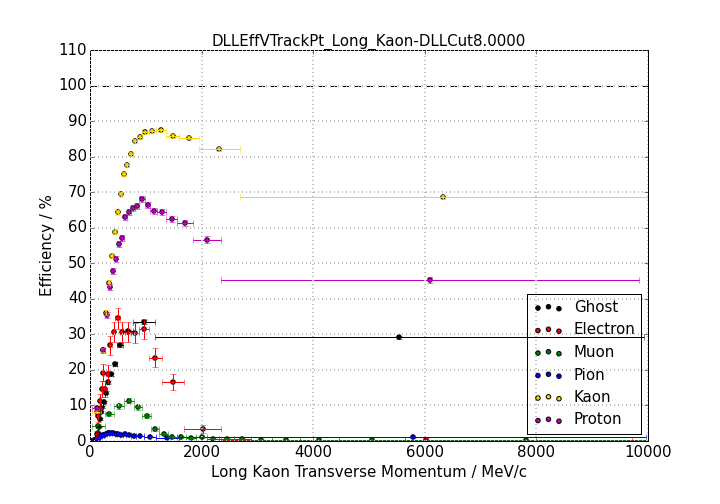 DLLEffVTrackPt_Long_Kaon-DLLCut8.0000
110
100
90
80
70
60
50
40
30
20
10
0
Efficiency / %
Ghost
Electron
Muon
Pion
Kaon
Proton
0 2000 4000 6000 8000 10000
Long Kaon Transverse Momentum / MeV/c